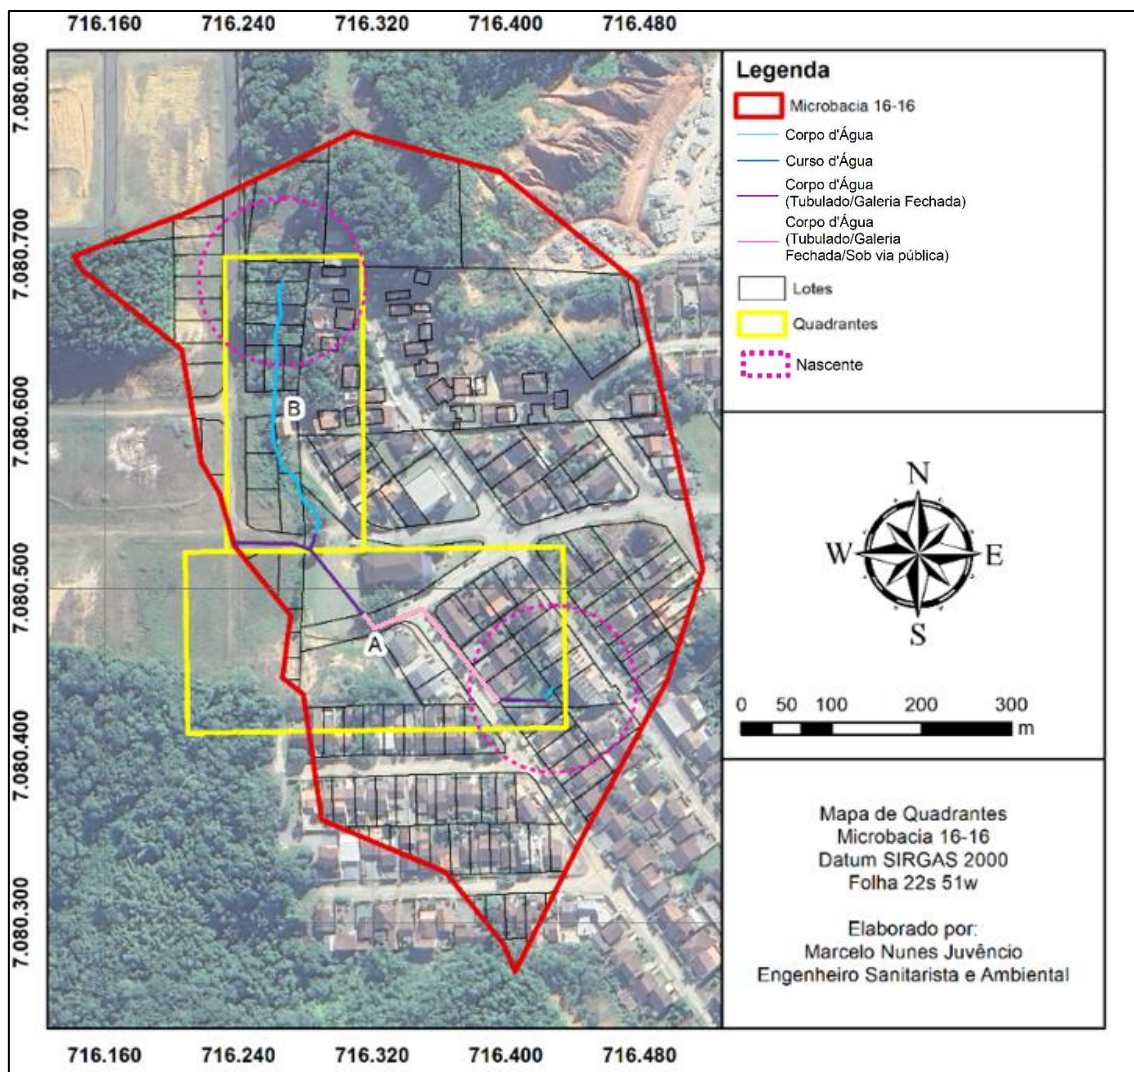 716.160 716.240 716.320 716.400 716.480
7.080.800
7.080.700
7.080.600
7.080.500
7.080.400
7.080.300
B
A
716.160 716.240 716.320 716.400 716.480
Legenda
Microbacia 16-16
Corpo d'Água
Curso d'Água
Corpo d'Água
(Tubulado/Galeria Fechada)
Corpo d'Água
(Tubulado/Galeria
Fechada/Sob via pública)
Lotes
Quadrantes
Nascente
N
W E
S
0 50 100 200 300
m
Mapa de Quadrantes
Microbacia 16-16
Datum SIRGAS 2000
Folha 22s 51w
Elaborado por:
Marcelo Nunes Juvêncio
Engenheiro Sanitarista e Ambiental